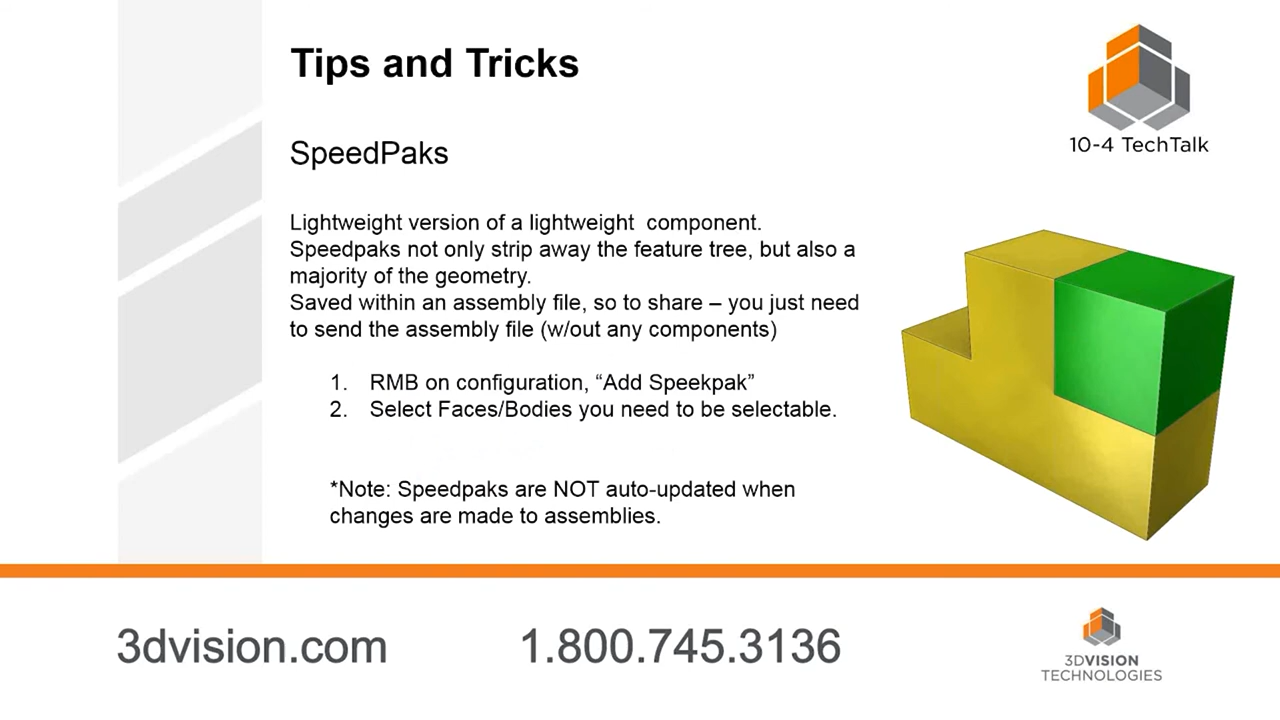 Tips and Tricks
10-4 TechTalk
SpeedPaks
Lightweight version of a lightweight component.
Speedpaks not only strip away the feature tree, but also a
majority of the geometry.
Saved within an assembly file, so to share – you just need
to send the assembly file (w/out any components)
1. RMB on configuration, “Add Speekpak”
2. Select Faces/Bodies you need to be selectable.
*Note: Speedpaks are NOT auto-updated when
changes are made to assemblies.
3dvision.com
1.800.745.3136
3DVISION
TECHNOLOGIES